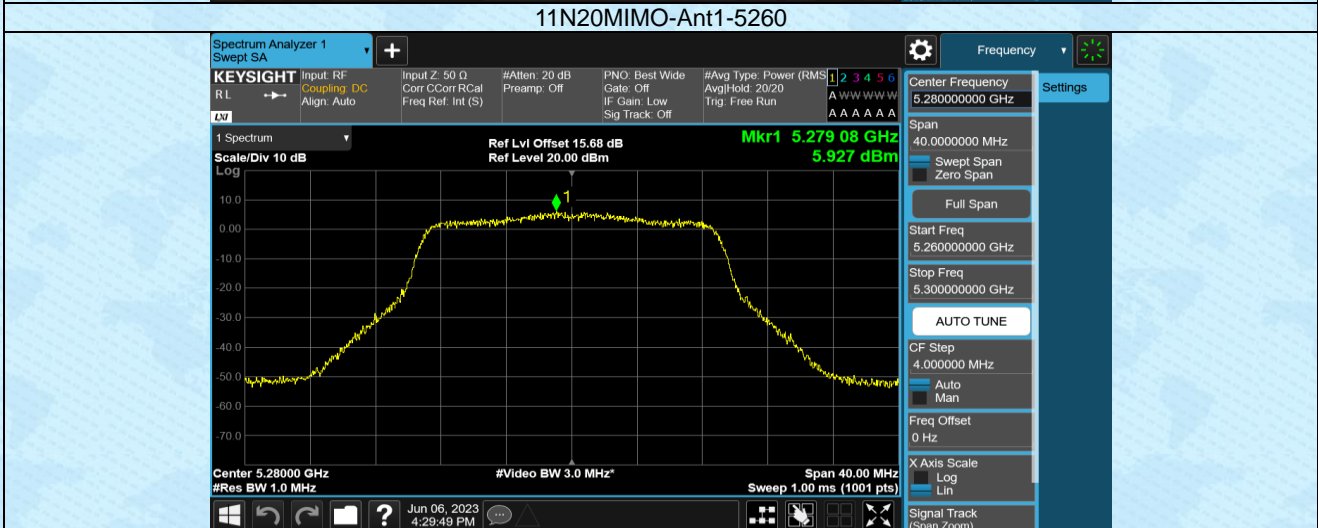 11N20MIMO-Ant1-5260
Spectrum Analyzer 1
Swept SA
Frequency
KEYSIGHT
RL
LXI
Input: RF
Coupling: DC
Align: Auto
Input Z: 50 Ω
Corr CCorr RCal
Freq Ref: Int (S)
#Atten: 20 dB
Preamp: Off
PNO: Best Wide
Gate: Off
IF Gain: Low
Sig Track: Off
#Avg Type: Power (RMS
Avg|Hold: 20/20
Trig: Free Run
1 2 3 4 5 6
A W W W W W
A A A A A A
Center Frequency
5.280000000 GHz
Settings
1 Spectrum
Scale/Div 10 dB
Log
Ref Lvl Offset 15.68 dB
Ref Level 20.00 dBm
Mkr1 5.279 08 GHz
5.927 dBm
Span
40.0000000 MHz
Swept Span
Zero Span
Full Span
Start Freq
5.260000000 GHz
Stop Freq
5.300000000 GHz
AUTO TUNE
CF Step
4.000000 MHz
Auto
Man
Freq Offset
0 Hz
X Axis Scale
Log
Lin
Signal Track
(Span Zoom)
1
10.0
0.00
-10.0
-20.0
-30.0
-40.0
-50.0
-60.0
-70.0
Center 5.28000 GHz
#Res BW 1.0 MHz
#Video BW 3.0 MHz*
Span 40.00 MHz
Sweep 1.00 ms (1001 pts)
Jun 06, 2023
4:29:49 PM